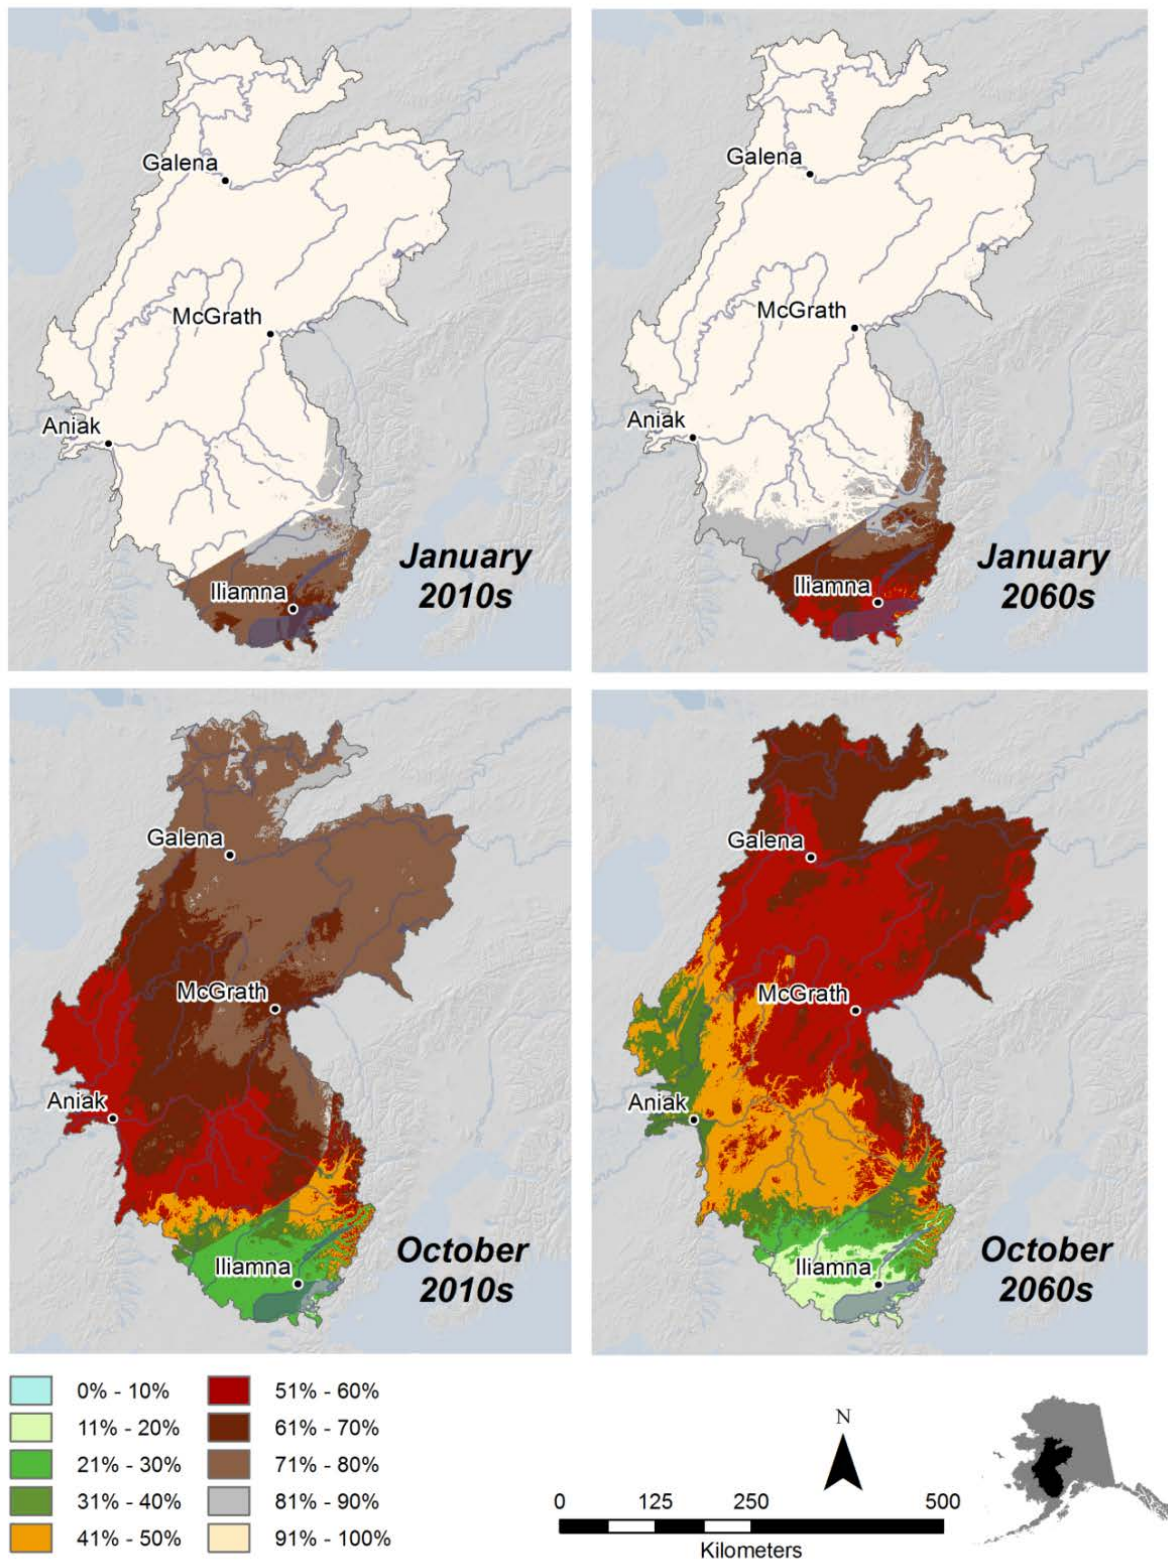 Galena
McGrath
Aniak
Iliamna
January
2010s
Galena
McGrath
Aniak
Iliamna
January
2060s
Galena
McGrath
Aniak
Iliamna
October
2010s
Galena
McGrath
Aniak
Iliamna
October
2060s
0% - 10%
11% - 20%
21% - 30%
31% - 40%
41% - 50%
51% - 60%
61% - 70%
71% - 80%
81% - 90%
91% - 100%
N
0 125 250 500
Kilometers